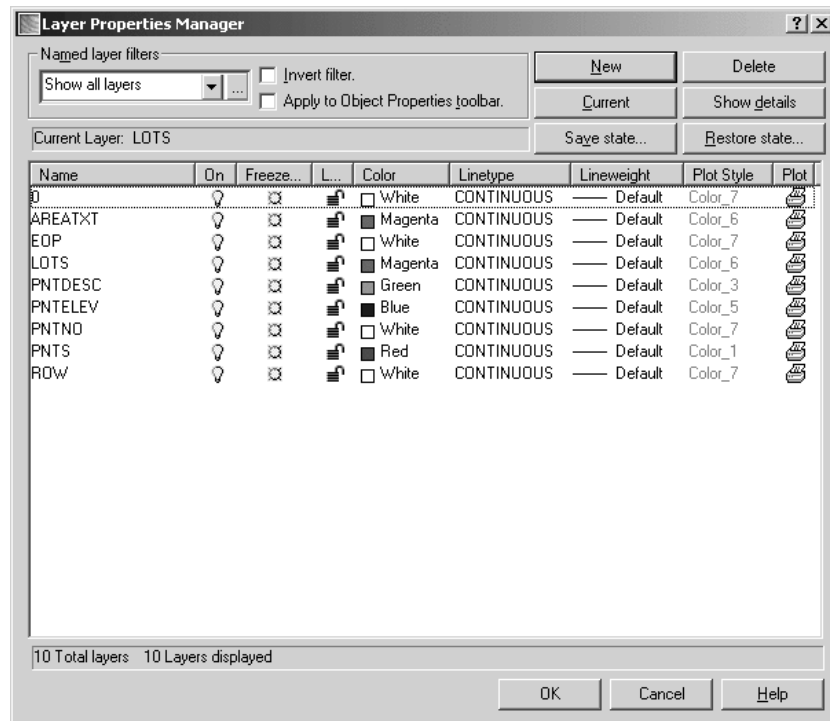 Layer Properties Manager
Named layer filters
Show all layers
...
Invert filter.
Apply to Object Properties toolbar.
New
Delete
Current
Show details
Current Layer: LOTS
Save state...
Restore state...
Name On Freeze... L... Color Linetype Lineweight Plot Style Plot
0 White CONTINUOUS Default Color_7
AREATXT Magenta CONTINUOUS Default Color_6
EOP White CONTINUOUS Default Color_7
LOTS Magenta CONTINUOUS Default Color_6
PNTDESC Green CONTINUOUS Default Color_3
PNTELEV Blue CONTINUOUS Default Color_5
PNTNO White CONTINUOUS Default Color_7
PNTS Red CONTINUOUS Default Color_1
ROW White CONTINUOUS Default Color_7
10 Total layers 10 Layers displayed
OK Cancel Help